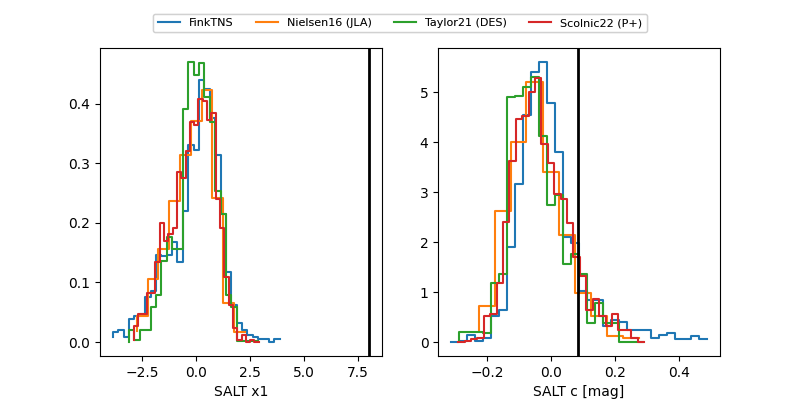 FinkTNS Nielsen16 (JLA) Taylor21 (DES) Scolnic22 (P+)
0.4
0.3
0.2
0.1
0.0
−2.5 0.0 2.5 5.0 7.5
SALT x1
5
4
3
2
1
0
−0.2 0.0 0.2 0.4
SALT c [mag]